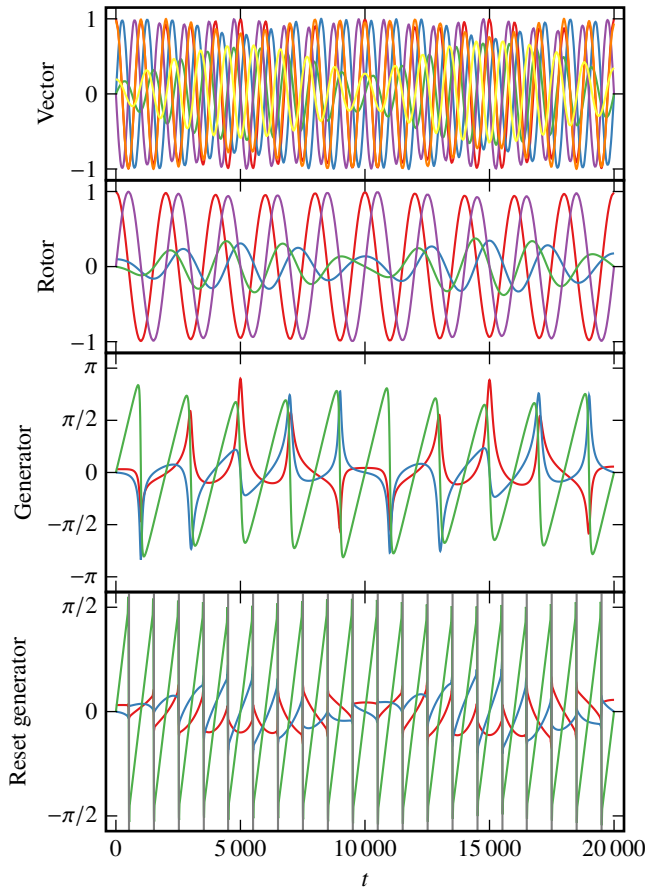 1
Vector
0
−1
1
Rotor
0
−1
π
π/2
Generator
0
−π/2
−π
π/2
Reset generator
0
−π/2
0 5 000 10 000 15 000 20 000
t